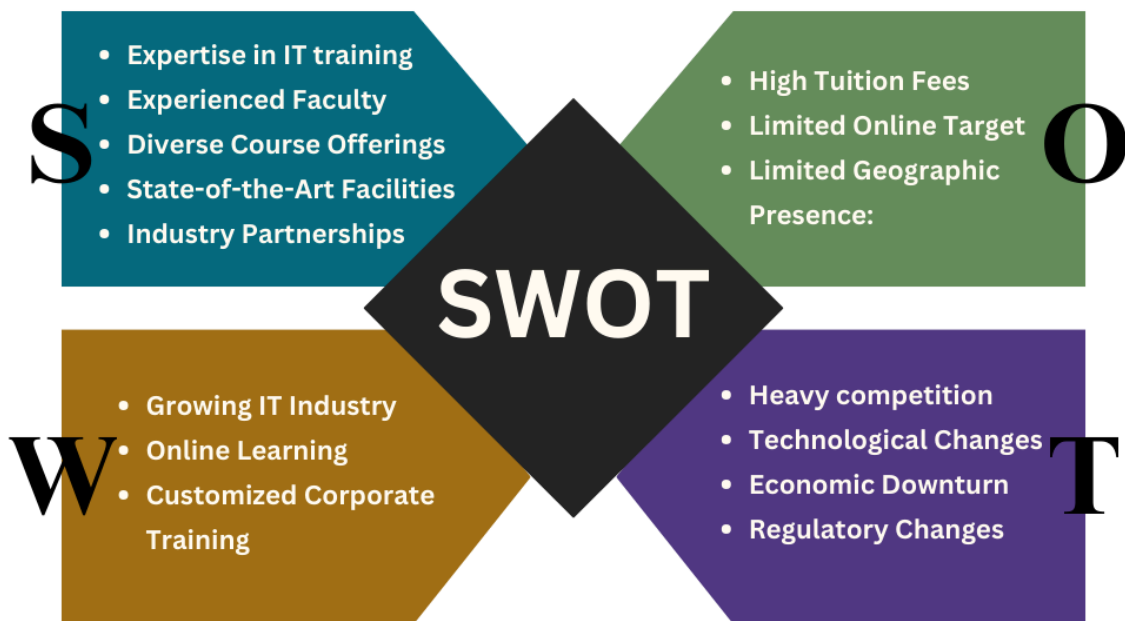 S
• Expertise in IT training
• Experienced Faculty
• Diverse Course Offerings
• State-of-the-Art Facilities
• Industry Partnerships
O
• High Tuition Fees
• Limited Online Target
• Limited Geographic
Presence:
SWOT
W
• Growing IT Industry
• Online Learning
• Customized Corporate
Training
T
• Heavy competition
• Technological Changes
• Economic Downturn
• Regulatory Changes